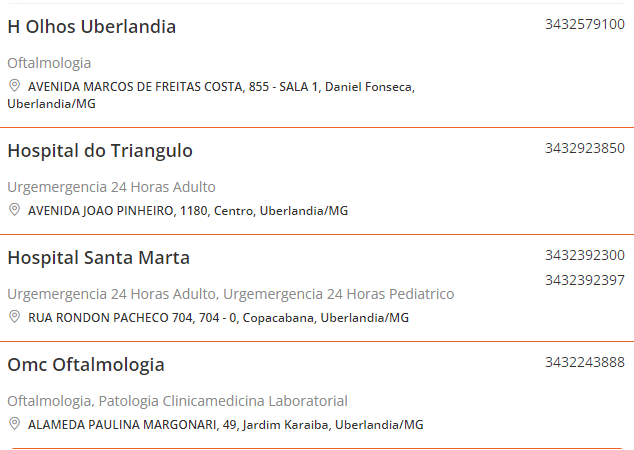 H Olhos Uberlandia
3432579100
Oftalmologia
AVENIDA MARCOS DE FREITAS COSTA, 855 - SALA 1, Daniel Fonseca,
Uberlandia/MG
Hospital do Triangulo
3432923850
Urgemergencia 24 Horas Adulto
AVENIDA JOAO PINHEIRO, 1180, Centro, Uberlandia/MG
Hospital Santa Marta
3432392300
3432392397
Urgemergencia 24 Horas Adulto, Urgemergencia 24 Horas Pediatrico
RUA RONDON PACHECO 704, 704 - 0, Copacabana, Uberlandia/MG
Omc Oftalmologia
3432243888
Oftalmologia, Patologia Clinicamedicina Laboratorial
ALAMEDA PAULINA MARGONARI, 49, Jardim Karaiba, Uberlandia/MG